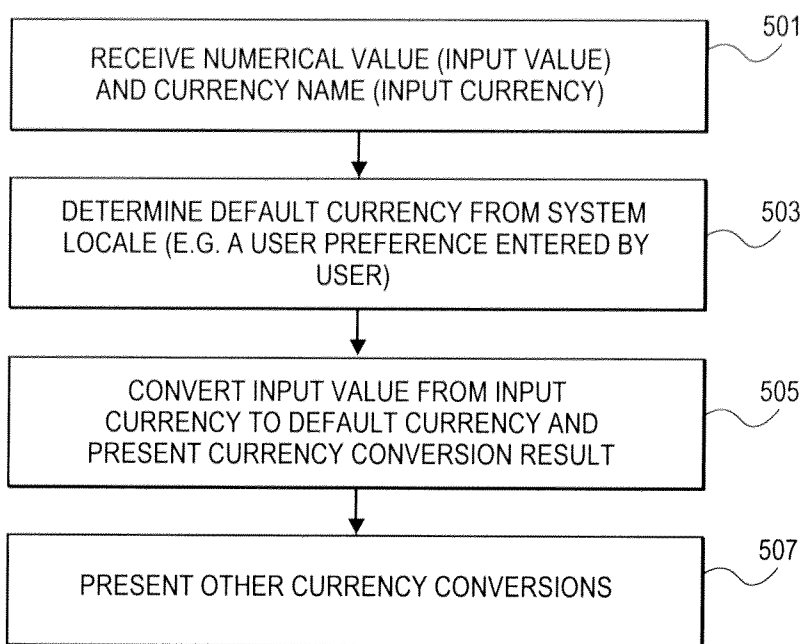 501
RECEIVE NUMERICAL VALUE (INPUT VALUE)
AND CURRENCY NAME (INPUT CURRENCY)
503
DETERMINE DEFAULT CURRENCY FROM SYSTEM
LOCALE (E.G. A USER PREFERENCE ENTERED BY
USER)
505
CONVERT INPUT VALUE FROM INPUT
CURRENCY TO DEFAULT CURRENCY AND
PRESENT CURRENCY CONVERSION RESULT
507
PRESENT OTHER CURRENCY CONVERSIONS